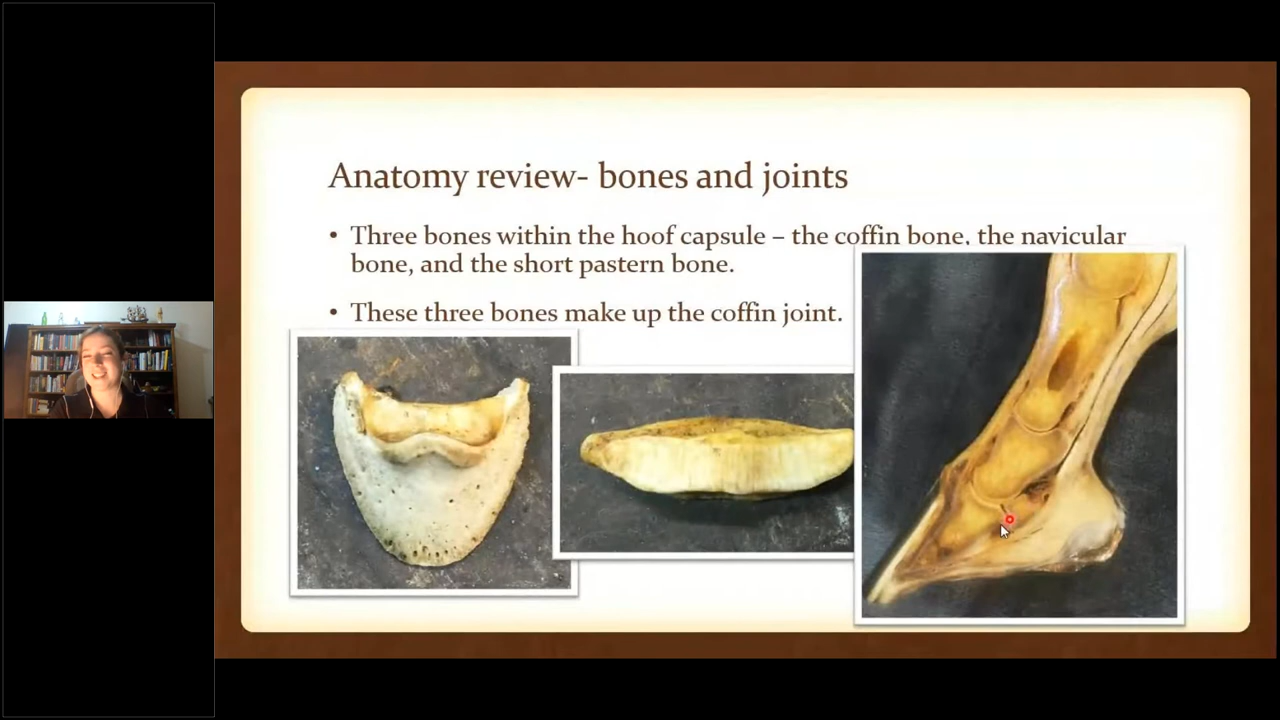 Anatomy review- bones and joints
• Three bones within the hoof capsule – the coffin bone, the navicular
bone, and the short pastern bone.
• These three bones make up the coffin joint.